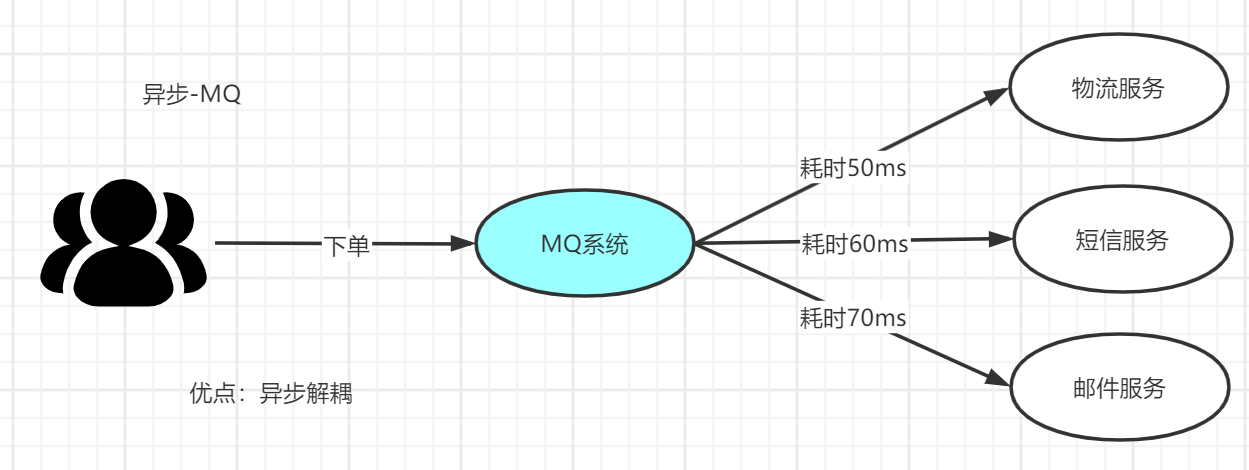 异步-MQ
下单
MQ系统
耗时50ms
耗时60ms
耗时70ms
物流服务
短信服务
邮件服务
优点：异步解耦